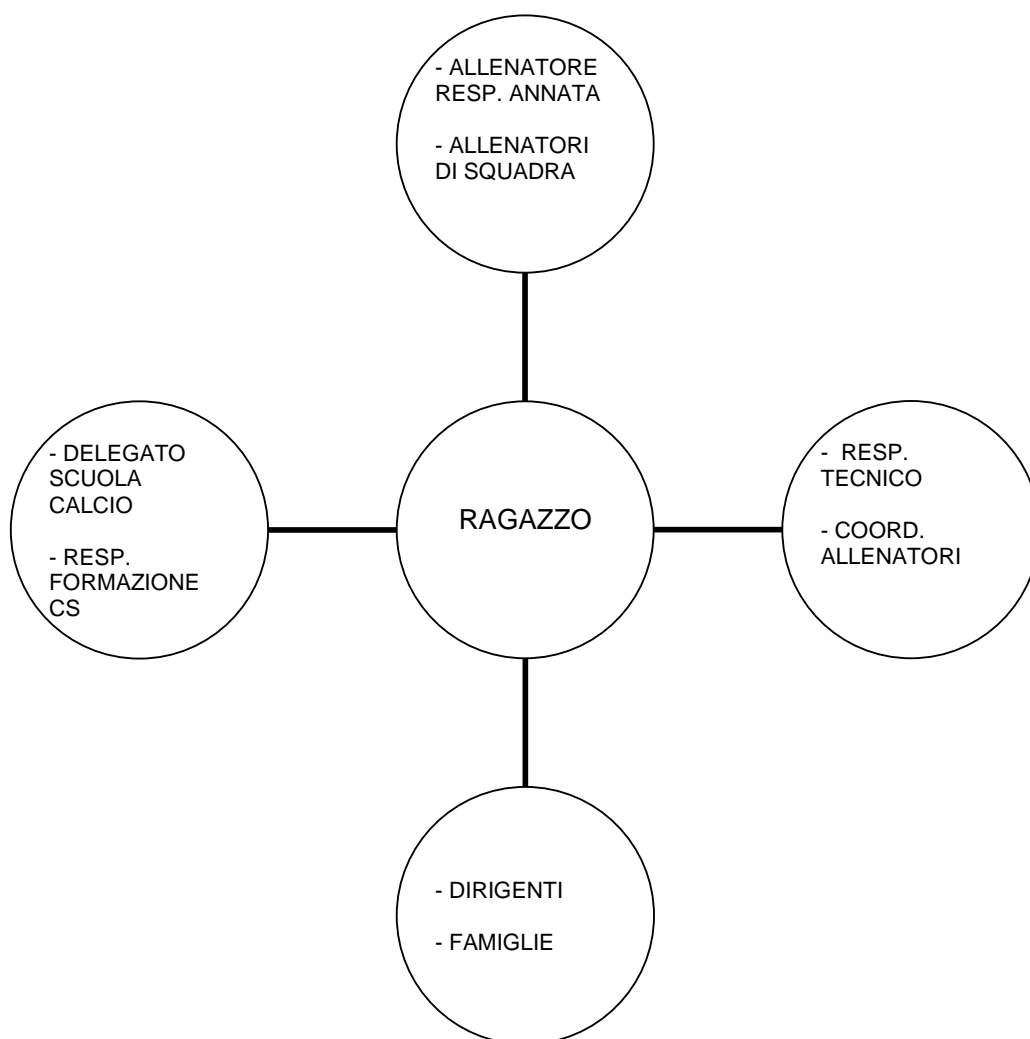 - ALLENATORE
RESP. ANNATA
- ALLENATORI
DI SQUADRA
- DELEGATO
SCUOLA
CALCIO
- RESP.
FORMAZIONE
CS
RAGAZZO
- RESP.
TECNICO
- COORD.
ALLENATORI
- DIRIGENTI
- FAMIGLIE